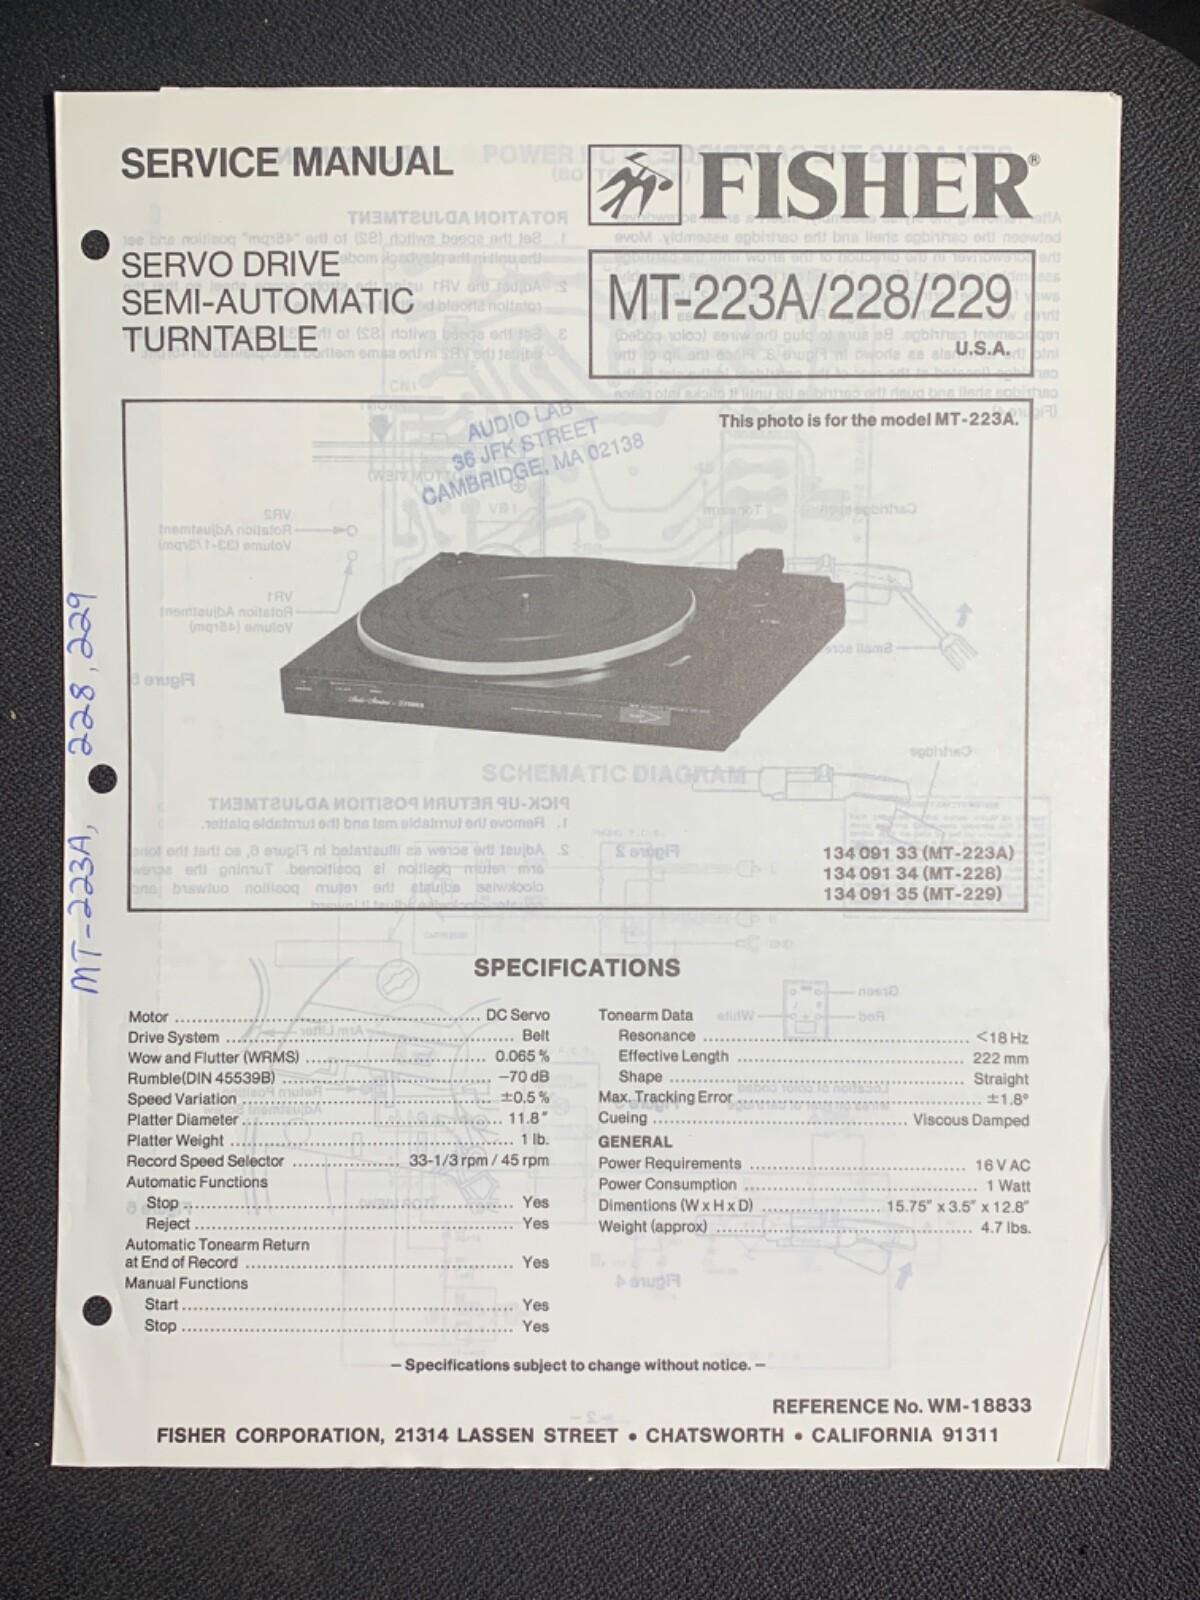 SERVICE MANUAL
FISHER®
SERVO DRIVE
SEMI-AUTOMATIC
TURNTABLE
MT-223A/228/229
U.S.A.
This photo is for the model MT-223A.
AUDIO LAB
36 JFK STREET
CAMBRIDGE, MA 02138
MT-223A, 228, 229
134 091 33 (MT-223A)
134 091 34 (MT-228)
134 091 35 (MT-229)
SPECIFICATIONS
Motor ........ DC Servo
Drive System ........ Belt
Wow and Flutter (WRMS) ........ 0.065 %
Rumble(DIN 45539B) ........ −70 dB
Speed Variation ........ ±0.5 %
Platter Diameter ........ 11.8"
Platter Weight ........ 1 lb.
Record Speed Selector ........ 33-1/3 rpm / 45 rpm
Automatic Functions
Stop ........ Yes
Reject ........ Yes
Automatic Tonearm Return
at End of Record ........ Yes
Manual Functions
Start ........ Yes
Stop ........ Yes
Tonearm Data
Resonance ........ <18 Hz
Effective Length ........ 222 mm
Shape ........ Straight
Max. Tracking Error ........ ±1.8°
Cueing ........ Viscous Damped
GENERAL
Power Requirements ........ 16 V AC
Power Consumption ........ 1 Watt
Dimentions (W x H x D) ........ 15.75" x 3.5" x 12.8"
Weight (approx) ........ 4.7 lbs.
– Specifications subject to change without notice. –
REFERENCE No. WM-18833
FISHER CORPORATION, 21314 LASSEN STREET • CHATSWORTH • CALIFORNIA 91311